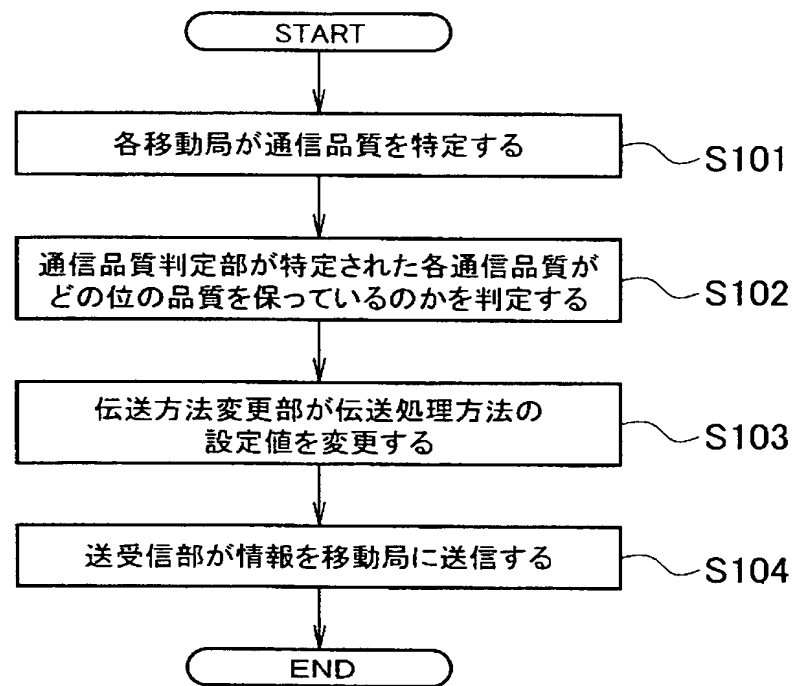 START
各移動局が通信品質を特定する
S101
通信品質判定部が特定された各通信品質が
どの位の品質を保っているのかを判定する
S102
伝送方法変更部が伝送処理方法の
設定値を変更する
S103
送受信部が情報を移動局に送信する
S104
END